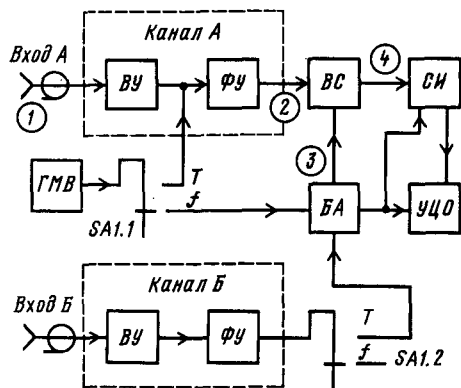 Канал А
Вход А
1
ВУ
ФУ
2
ВС
4
СИ
3
ГМВ
T
f
SA1.1
БА
УЦО
Канал Б
Вход Б
ВУ
ФУ
T
f
SA1.2